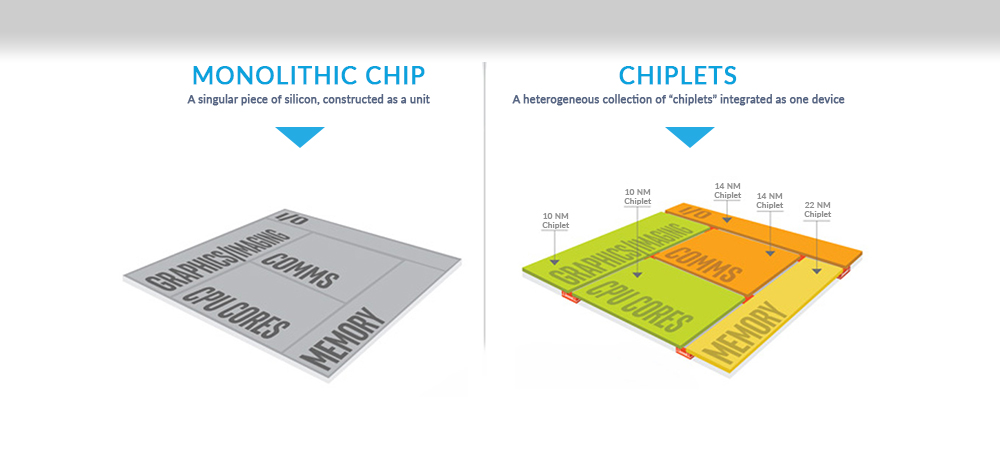 MONOLITHIC CHIP
A singular piece of silicon, constructed as a unit
I/O
GRAPHICS/IMAGING
COMMS
CPU CORES
MEMORY
CHIPLETS
A heterogeneous collection of “chiplets” integrated as one device
10 NM
Chiplet
10 NM
Chiplet
14 NM
Chiplet
14 NM
Chiplet
22 NM
Chiplet
I/O
GRAPHICS/IMAGING
COMMS
CPU CORES
MEMORY